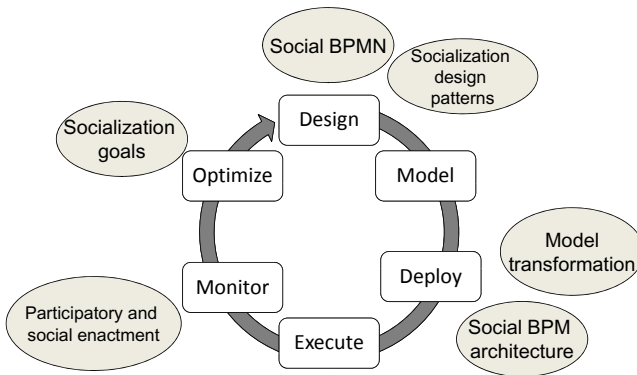 Social BPMN
Socialization
design
patterns
Design
Socialization
goals
Optimize
Model
Model
transformation
Deploy
Monitor
Participatory and
social enactment
Execute
Social BPM
architecture